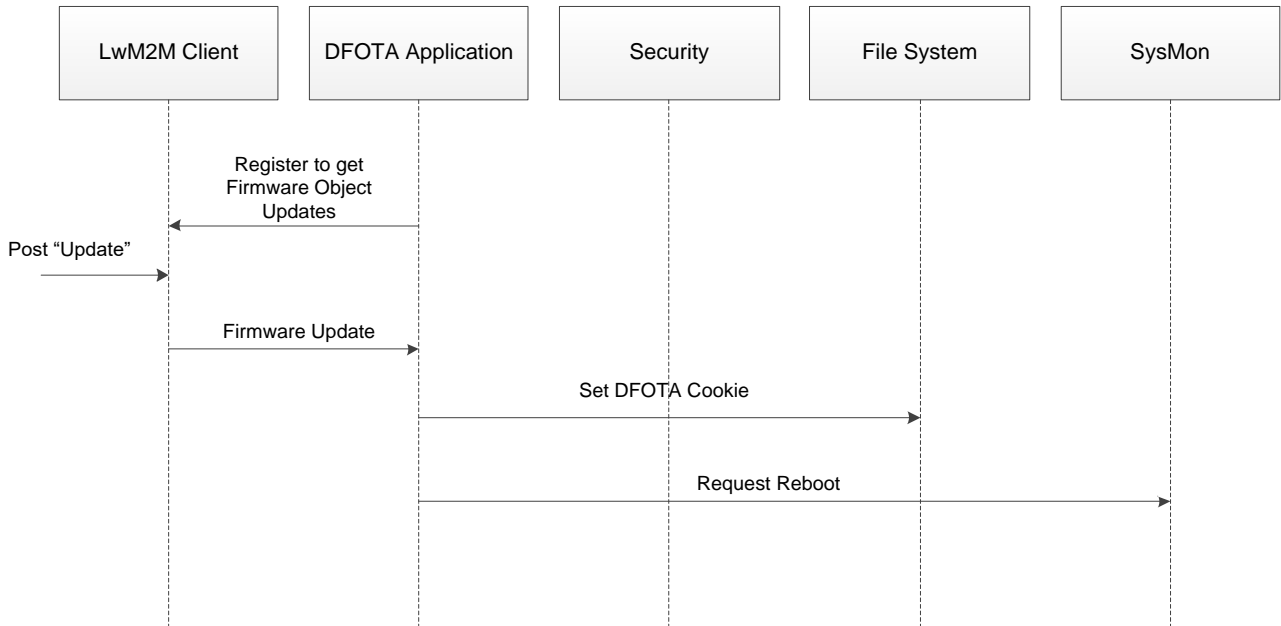 LwM2M Client
DFOTA Application
Security
File System
SysMon
Register to get
Firmware Object
Updates
Post “Update”
Firmware Update
Set DFOTA Cookie
Request Reboot